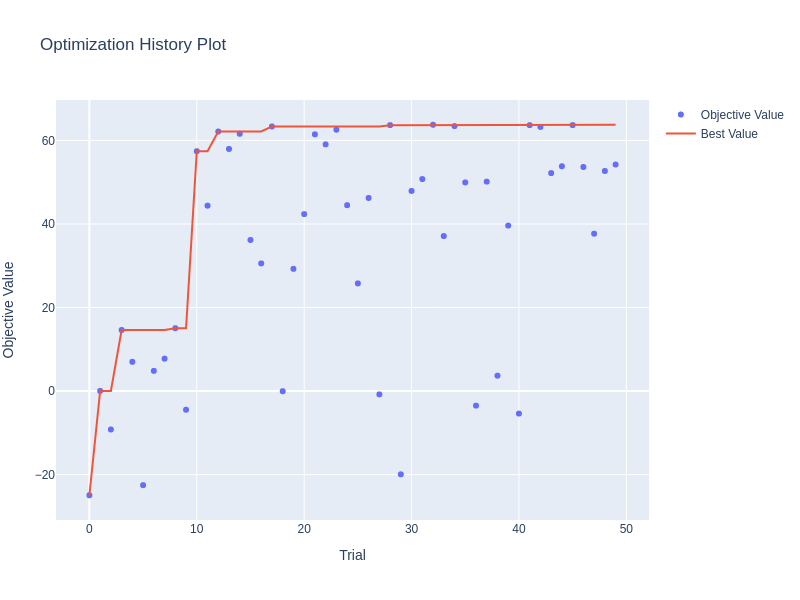 Optimization History Plot
Objective Value
Best Value
60
40
20
0
−20
0
10
20
30
40
50
Trial
Objective Value